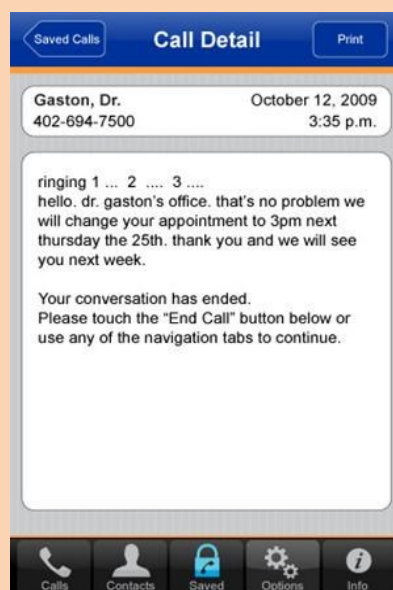 Saved Calls
Call Detail
Print
Gaston, Dr.
October 12, 2009
402-694-7500
3:35 p.m.
ringing 1 ... 2 .... 3 ....
hello. dr. gaston's office. that's no problem we
will change your appointment to 3pm next
thursday the 25th. thank you and we will see
you next week.
Your conversation has ended.
Please touch the “End Call” button below or
use any of the navigation tabs to continue.
Calls
Contacts
Saved
Options
Info